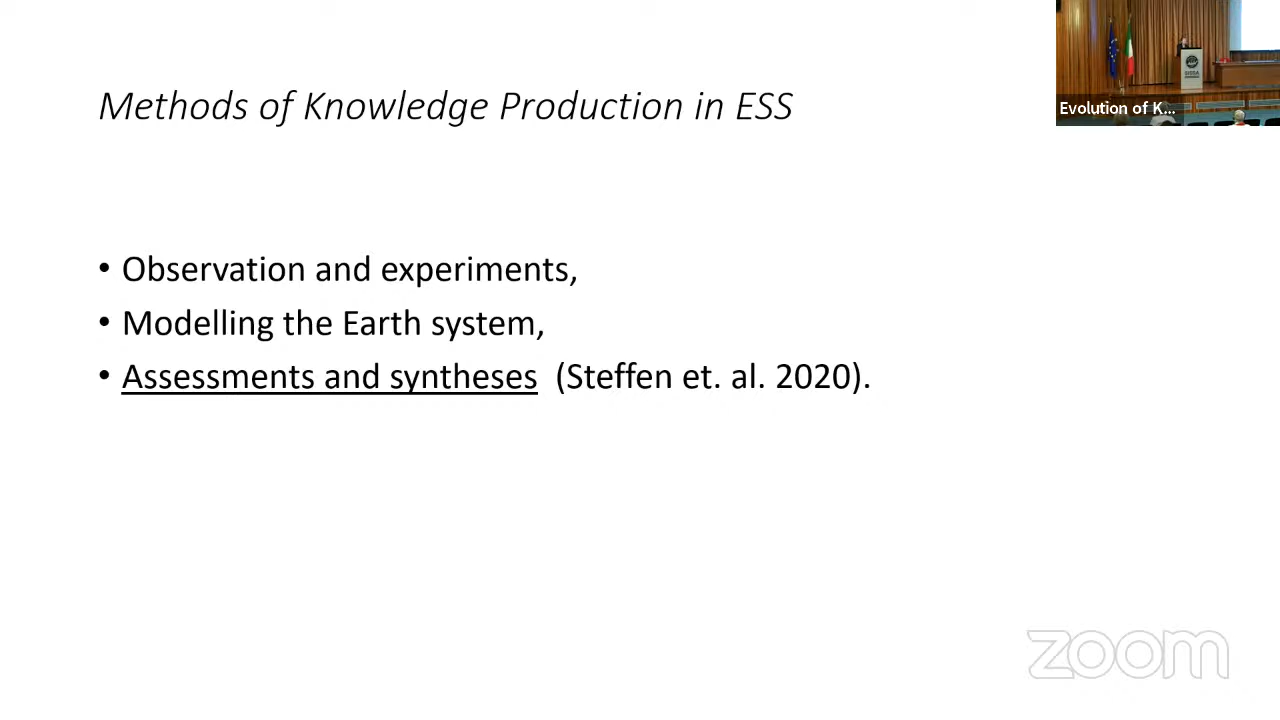 Methods of Knowledge Production in ESS
Evolution of K...
• Observation and experiments,
• Modelling the Earth system,
• Assessments and syntheses (Steffen et. al. 2020).
zoom